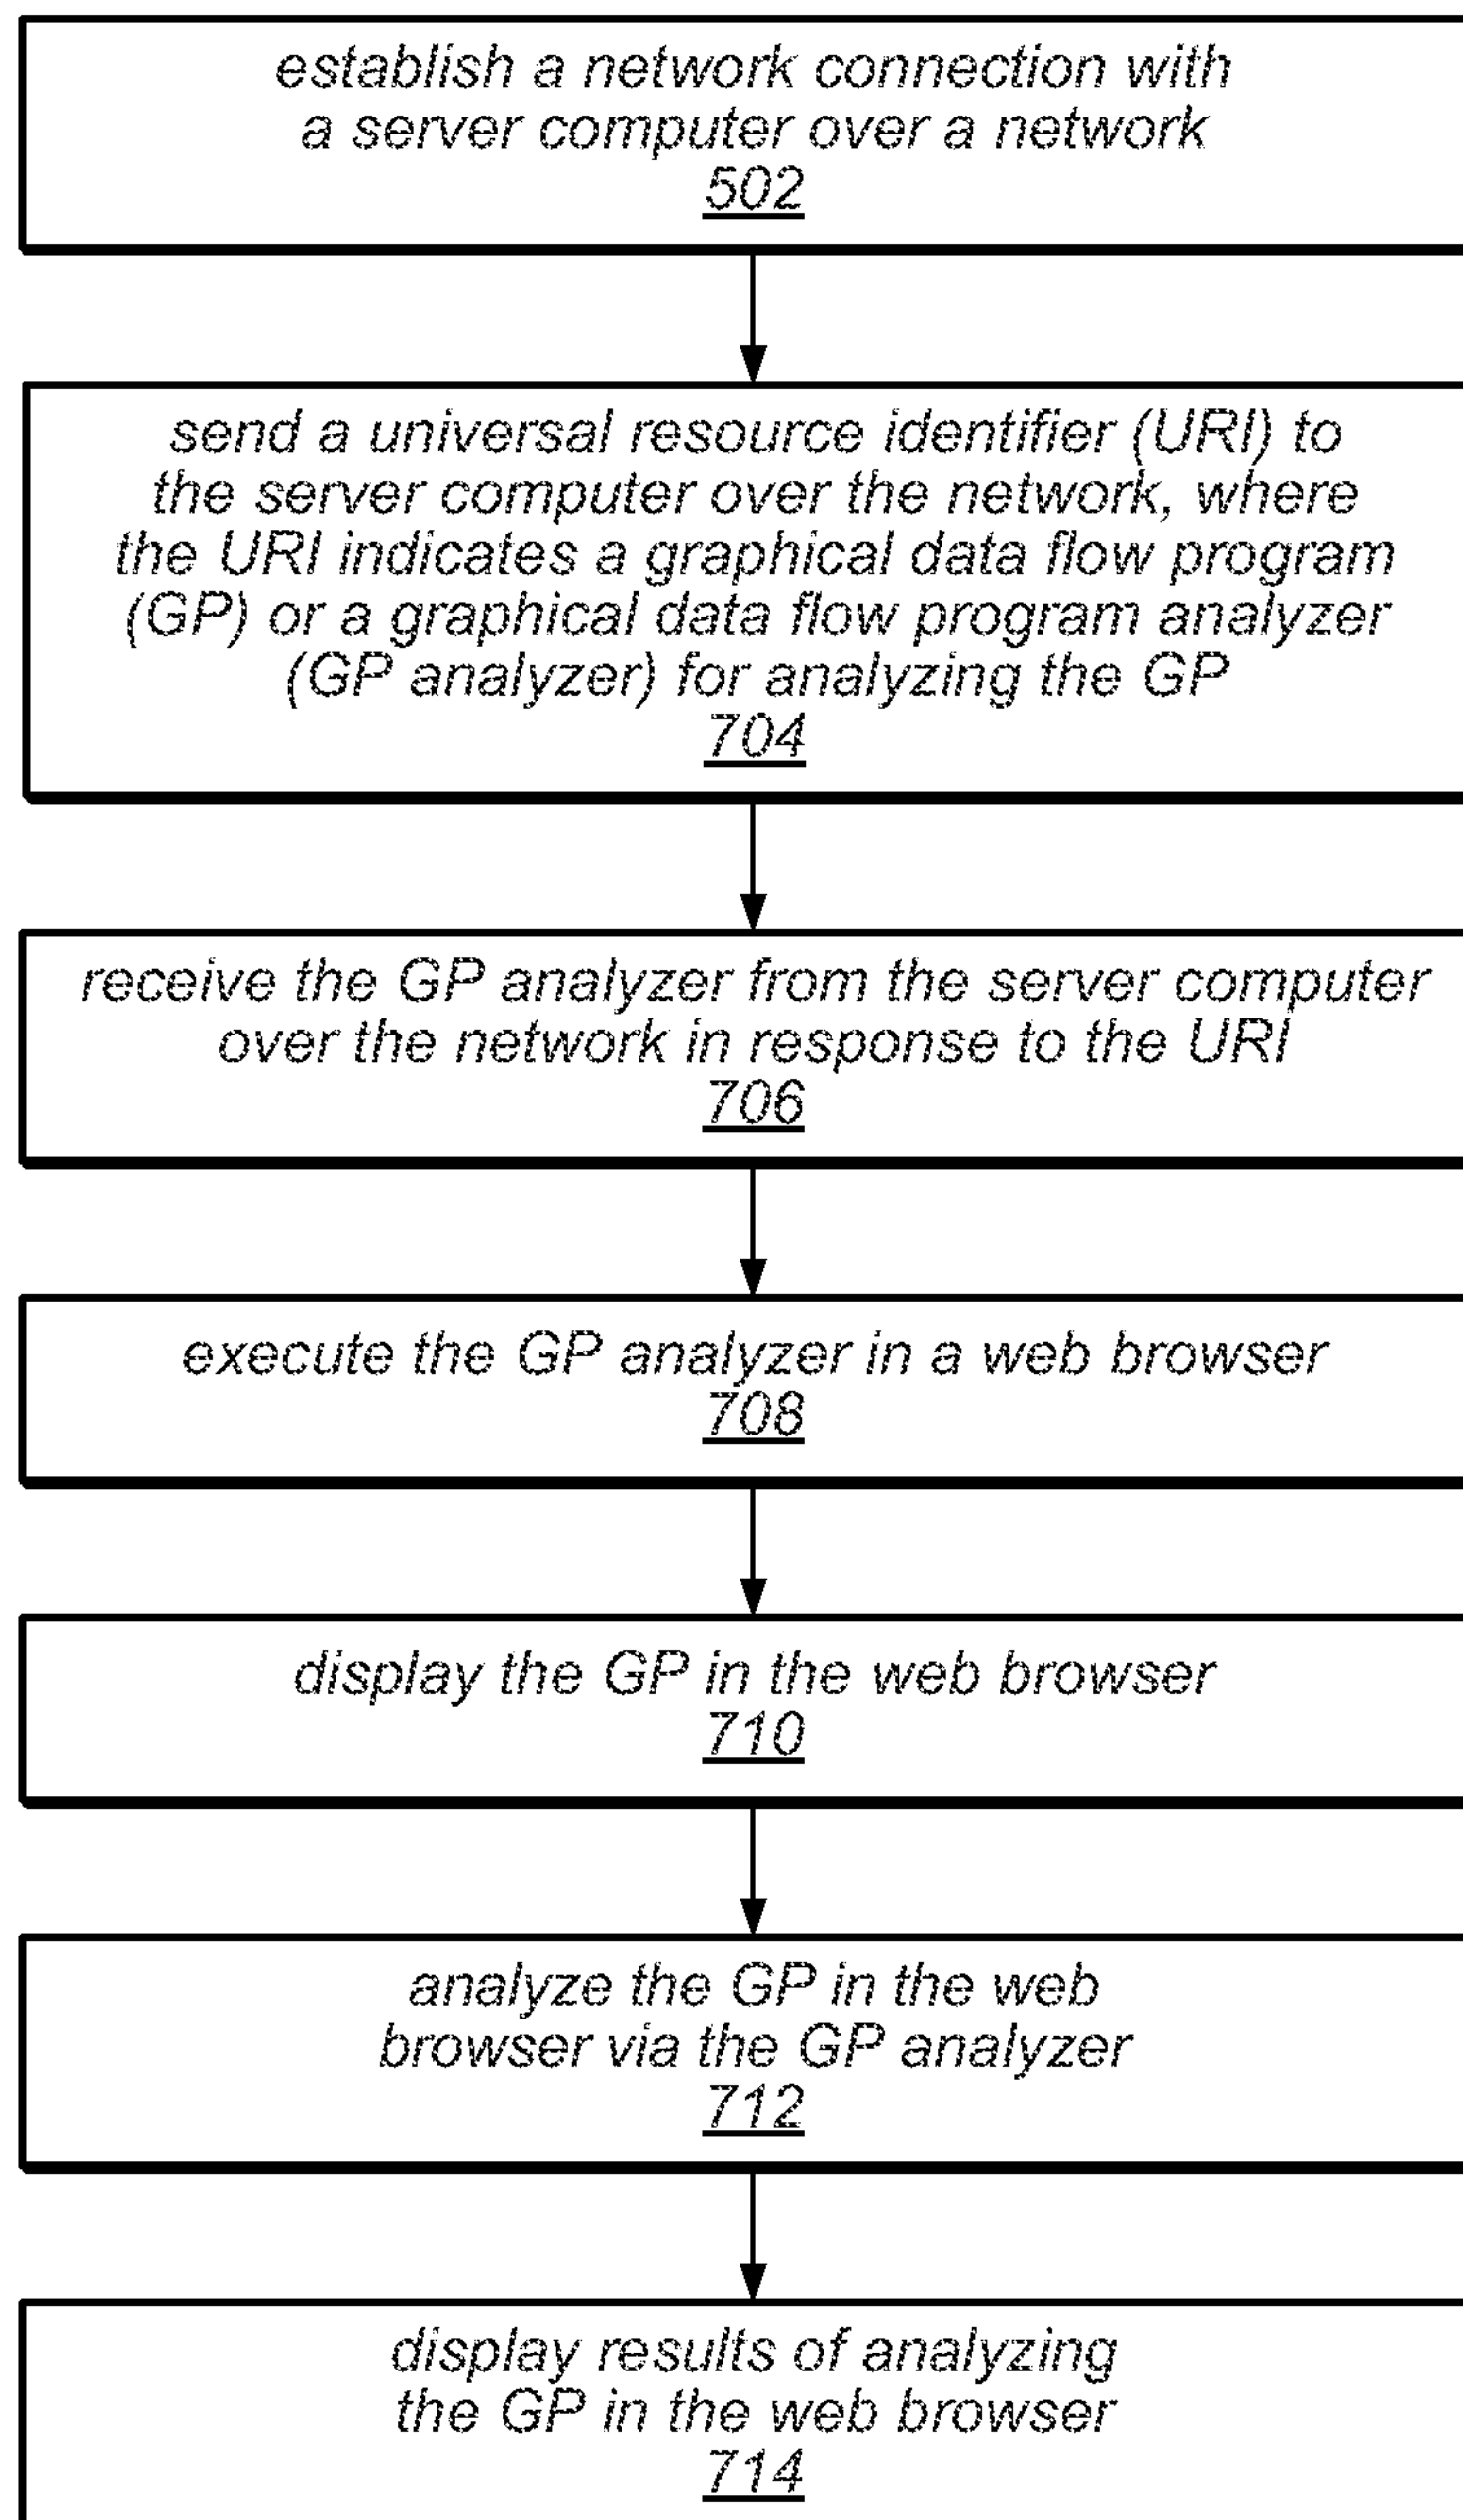 establish a network connection with
a server computer over a network
502
send a universal resource identifier (URI) to
the server computer over the network, where
the URI indicates a graphical data flow program
(GP) or a graphical data flow program analyzer
(GP analyzer) for analyzing the GP
704
receive the GP analyzer from the server computer
over the network in response to the URI
706
execute the GP analyzer in a web browser
708
display the GP in the web browser
710
analyze the GP in the web
browser via the GP analyzer
712
display results of analyzing
the GP in the web browser
714